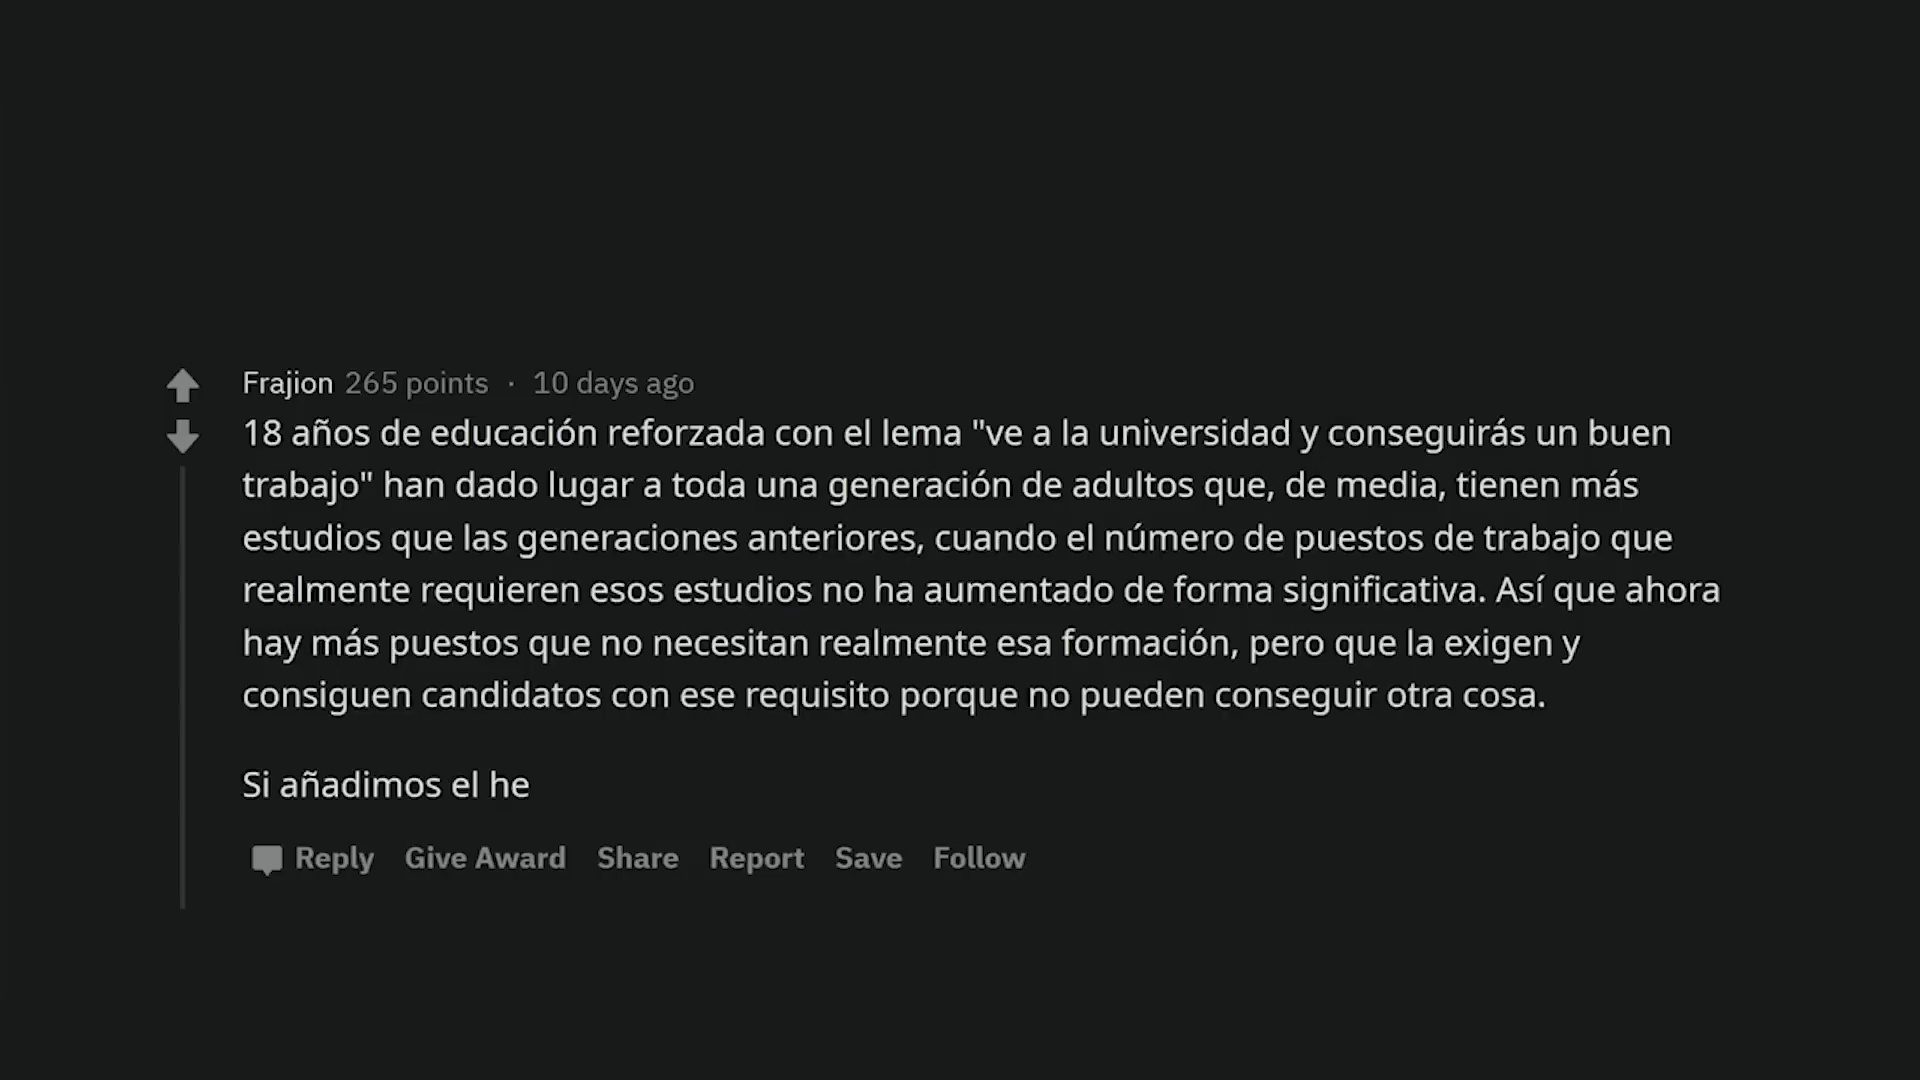 Frajion 265 points · 10 days ago
18 años de educación reforzada con el lema "ve a la universidad y conseguirás un buen
trabajo" han dado lugar a toda una generación de adultos que, de media, tienen más
estudios que las generaciones anteriores, cuando el número de puestos de trabajo que
realmente requieren esos estudios no ha aumentado de forma significativa. Así que ahora
hay más puestos que no necesitan realmente esa formación, pero que la exigen y
consiguen candidatos con ese requisito porque no pueden conseguir otra cosa.
Si añadimos el he
Reply Give Award Share Report Save Follow